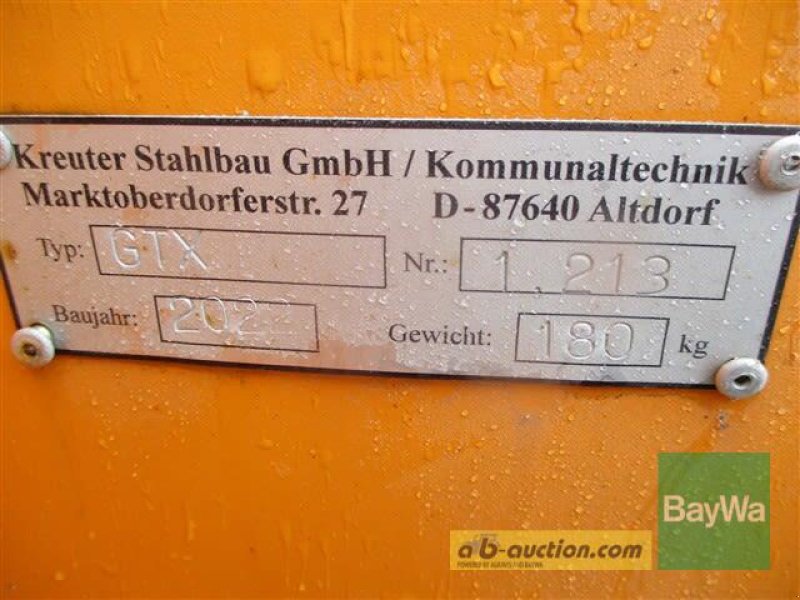 Kreuter Stahlbau GmbH / Kommunaltechnik
Marktoberdorferstr. 27 D-87640 Altdorf
Typ: GTX Nr.: 1,213
Baujahr: 2022 Gewicht: 180 kg
BayWa
ab-auction.com